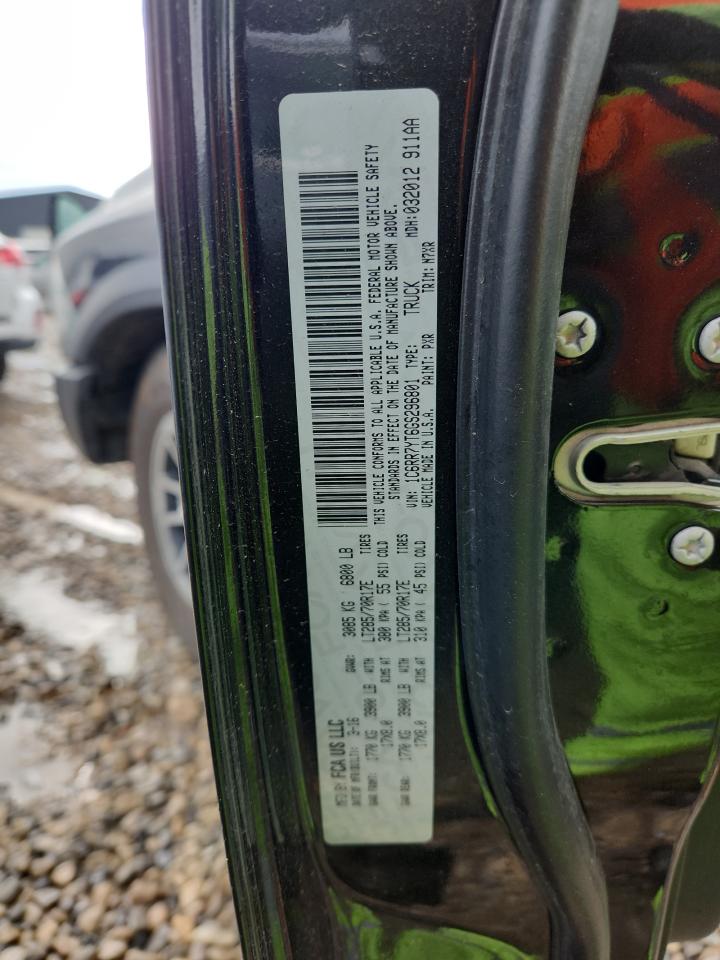 MFD BY FCA US LLC
DATE OF MFR(BUILT): 3-16 GVWR: 3085 KG ( 6800 LB
GAWR FRONT: 1770 KG 3900 LB WITH LT285/70R17E TIRES
17X8.0 RIMS AT 380 KPA ( 55 PSI) COLD
GAWR REAR: 1770 KG 3900 LB WITH LT285/70R17E TIRES
17X8.0 RIMS AT 310 KPA ( 45 PSI) COLD
THIS VEHICLE CONFORMS TO ALL APPLICABLE U.S.A. FEDERAL MOTOR VEHICLE SAFETY
STANDARDS IN EFFECT ON THE DATE OF MANUFACTURE SHOWN ABOVE.
VIN: 1C6RR7YT6GS296801 TYPE: TRUCK MDH:032012 911AA
VEHICLE MADE IN U.S.A. PAINT: PXR TRIM: N7XR